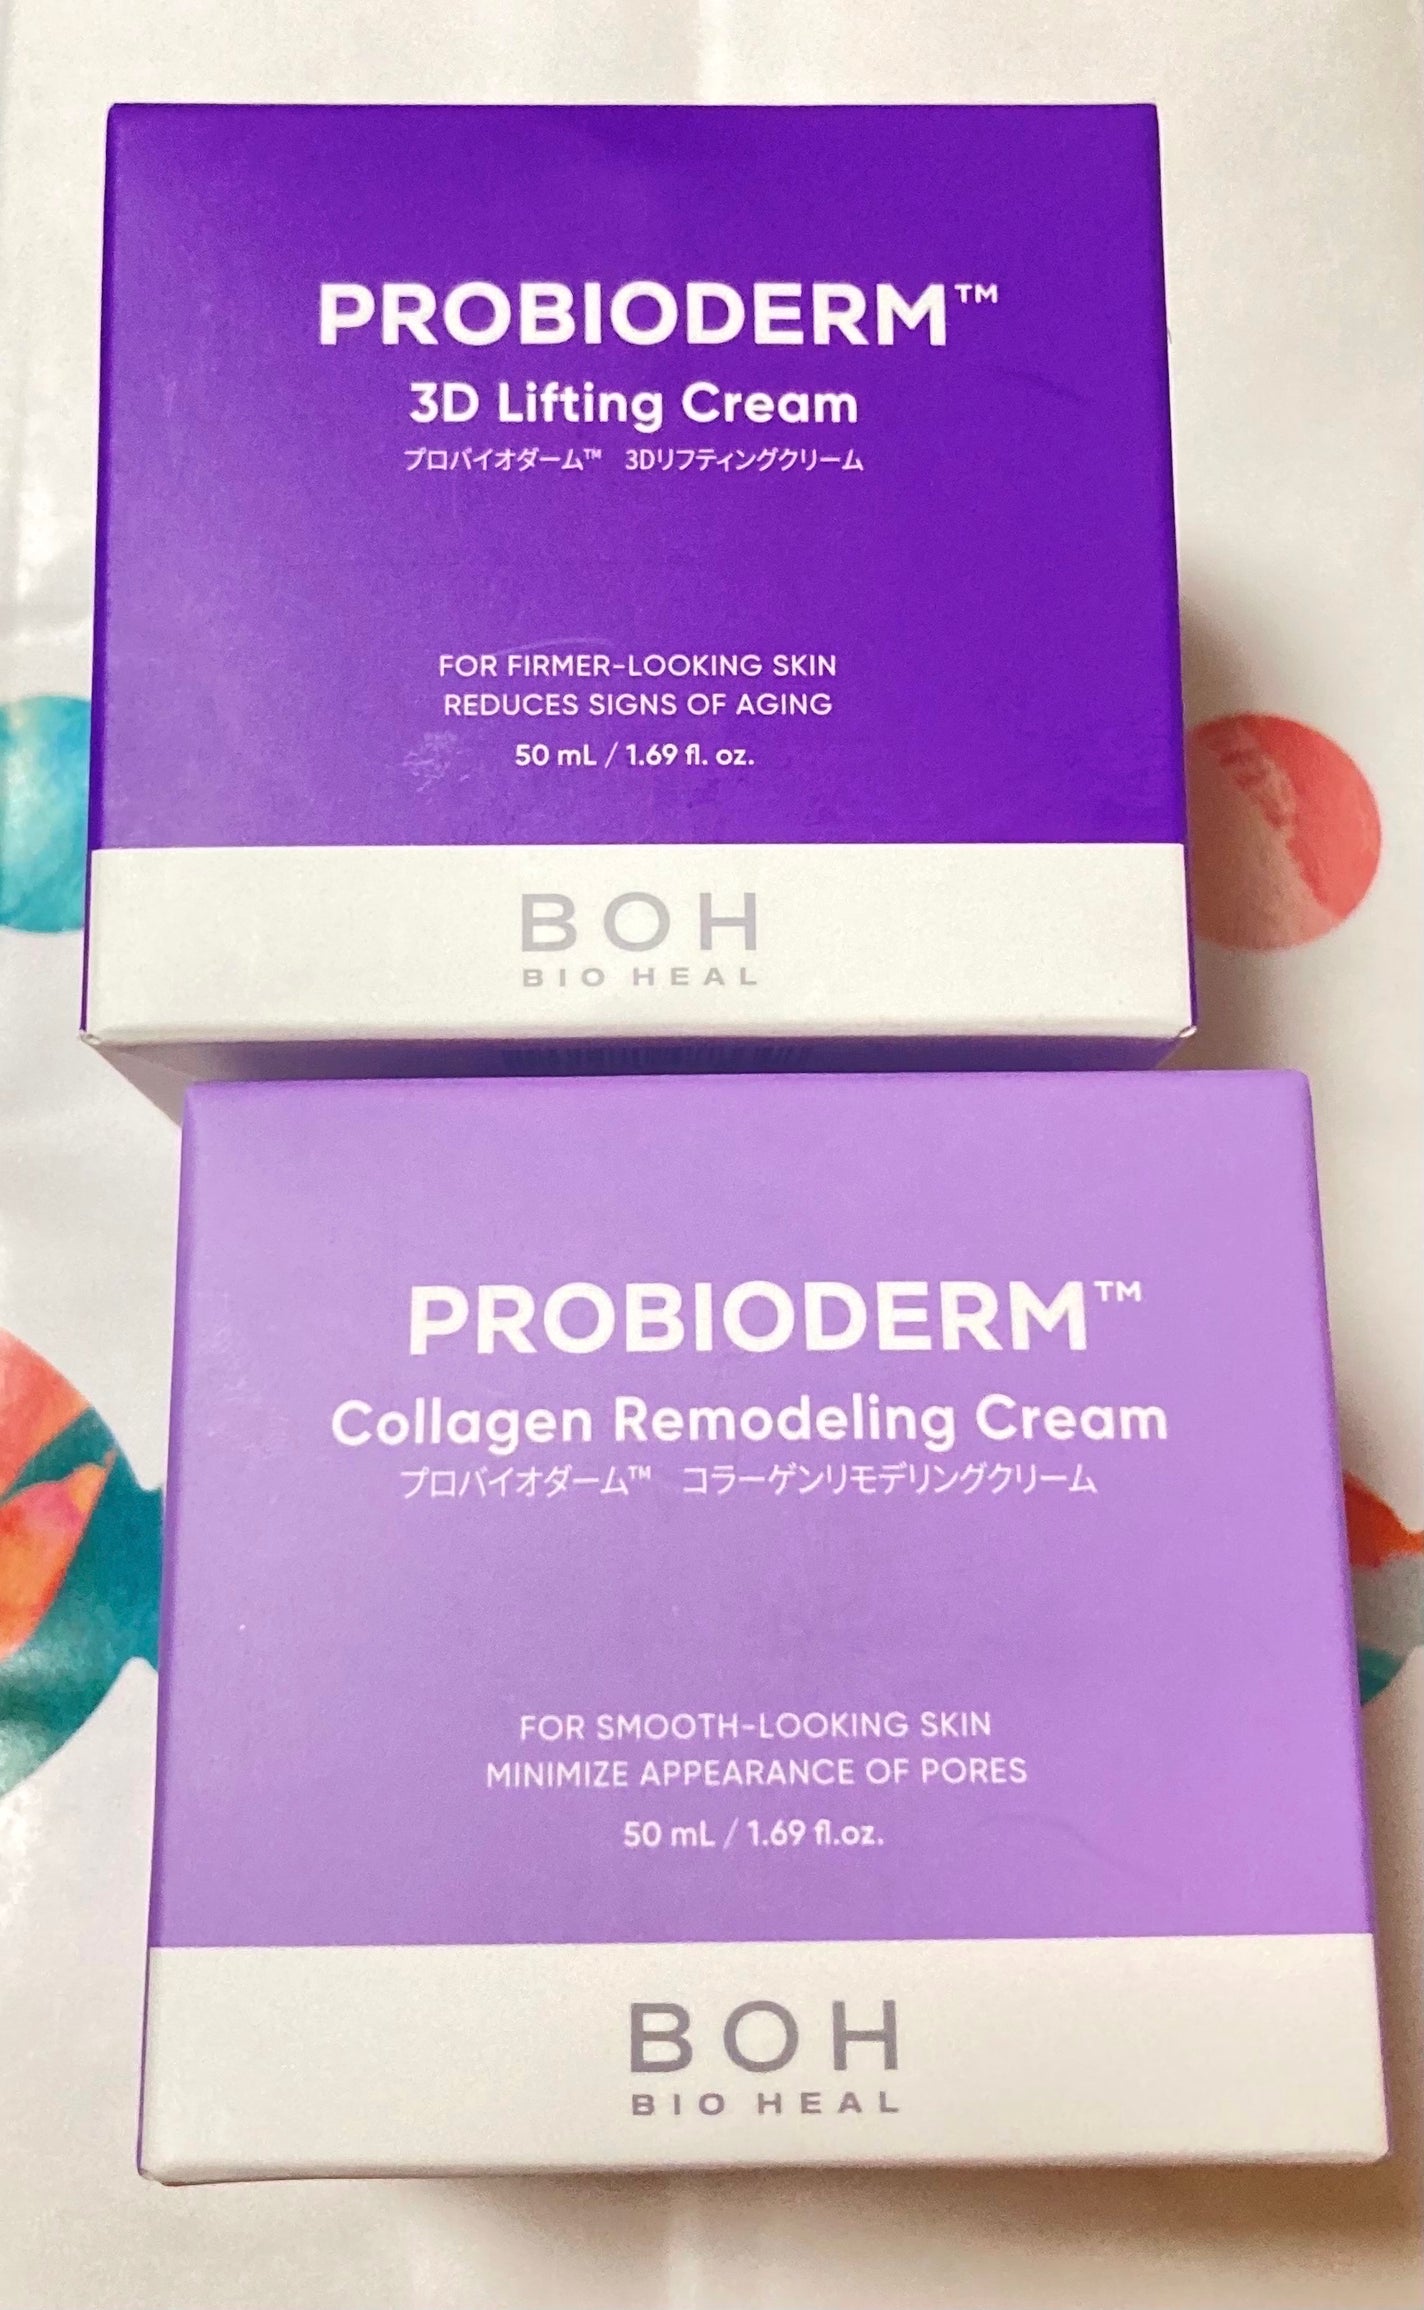 PROBIODERM™
3D Lifting Cream
プロバイオダーム™ 3Dリフティングクリーム
FOR FIRMER-LOOKING SKIN
REDUCES SIGNS OF AGING
50 mL / 1.69 fl. oz.
BOH
BIO HEAL
PROBIODERM™
Collagen Remodeling Cream
プロバイオダーム™ コラーゲンリモデリングクリーム
FOR SMOOTH-LOOKING SKIN
MINIMIZE APPEARANCE OF PORES
50 mL / 1.69 fl.oz.
BOH
BIO HEAL